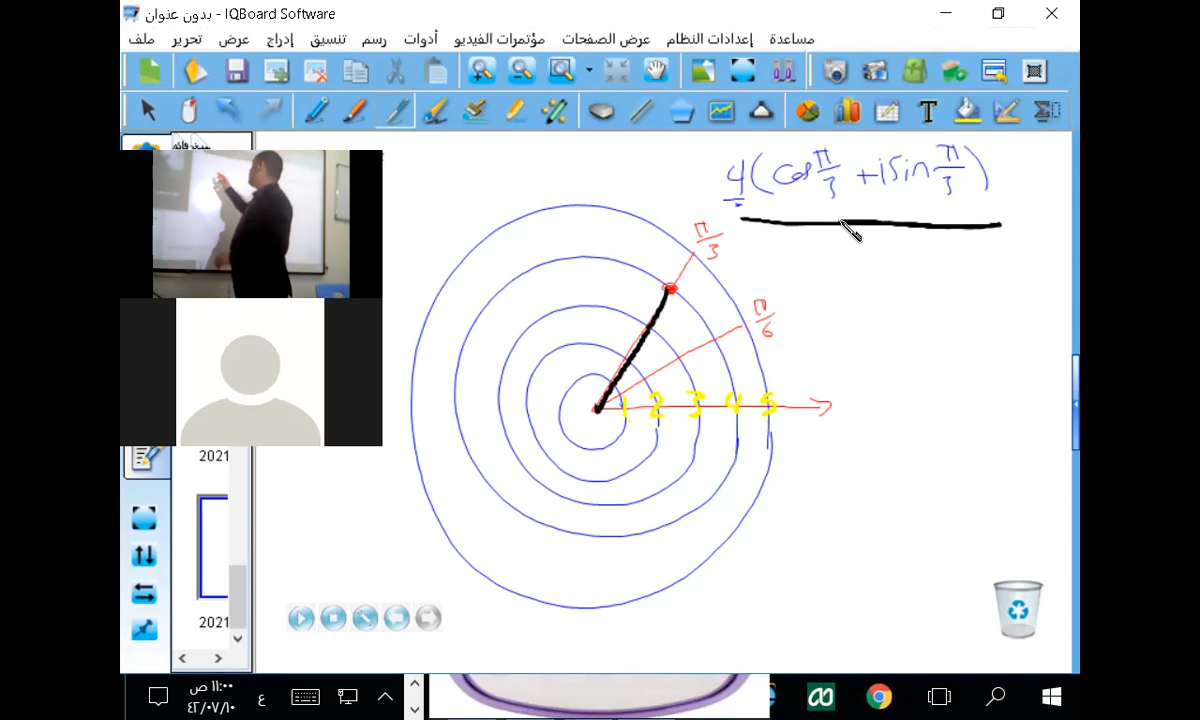 بدون عنوان - IQBoard Software
ملف تحرير عرض إدراج تنسيق رسم أدوات مؤتمرات الفيديو عرض الصفحات إعدادات النظام مساعدة
4(cos π/3 + i sin π/3)
π/3
π/6
1 2 3 4 5
2021
2021
١١:٠٠ ص
ع
٤٢/٠٧/١٠